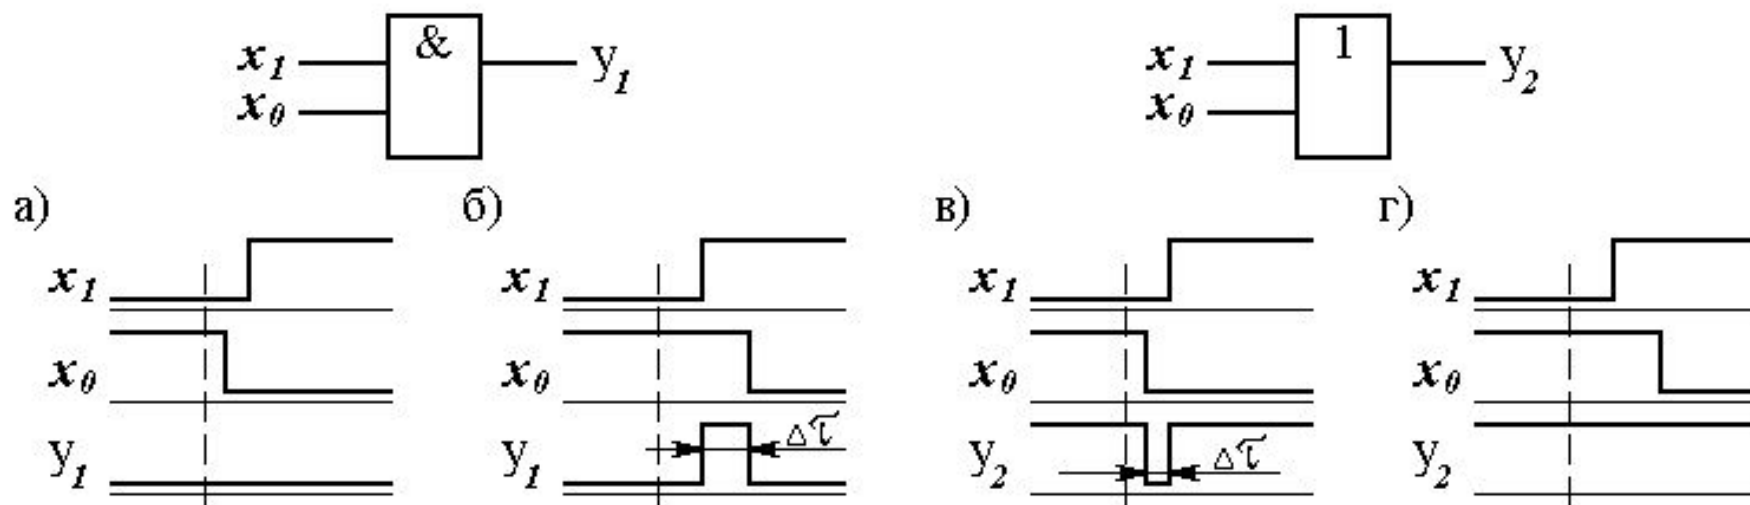 & 1
x₁ y₁ x₁ y₂
x₀ x₀
а) б) в) г)
x₁ x₁ x₁ x₁
x₀ x₀ x₀ x₀
y₁ y₁ Δτ y₂ Δτ y₂